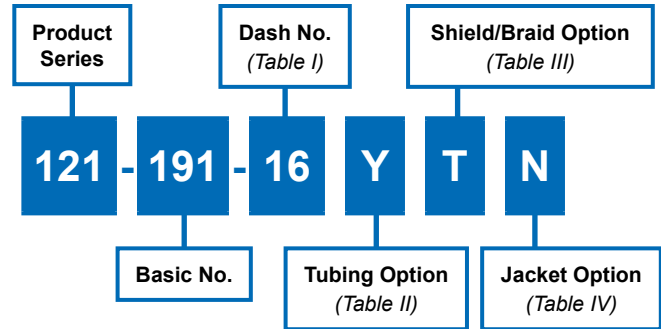 Product
Series
Dash No.
(Table I)
Shield/Braid Option
(Table III)
121 - 191 - 16 Y T N
Basic No.
Tubing Option
(Table II)
Jacket Option
(Table IV)